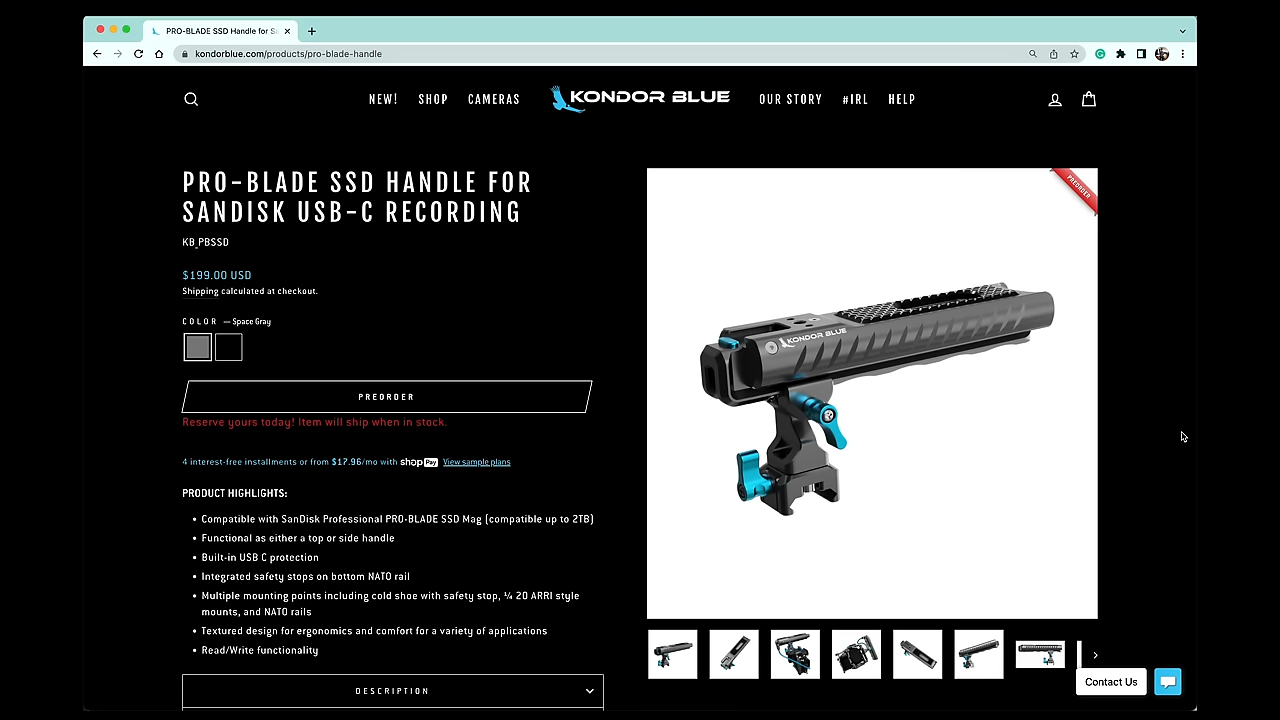 PRO-BLADE SSD Handle for Sa
kondorblue.com/products/pro-blade-handle
NEW! SHOP CAMERAS KONDOR BLUE OUR STORY #IRL HELP
PRO-BLADE SSD HANDLE FOR
SANDISK USB-C RECORDING
KB_PBSSD
$199.00 USD
Shipping calculated at checkout.
COLOR — Space Gray
PREORDER
Reserve yours today! Item will ship when in stock.
4 interest-free installments or from $17.96/mo with shop Pay View sample plans
PRODUCT HIGHLIGHTS:
• Compatible with SanDisk Professional PRO-BLADE SSD Mag (compatible up to 2TB)
• Functional as either a top or side handle
• Built-in USB C protection
• Integrated safety stops on bottom NATO rail
• Multiple mounting points including cold shoe with safety stop, ¼ 20 ARRI style
mounts, and NATO rails
• Textured design for ergonomics and comfort for a variety of applications
• Read/Write functionality
DESCRIPTION
PREORDER
KONDOR BLUE
Contact Us